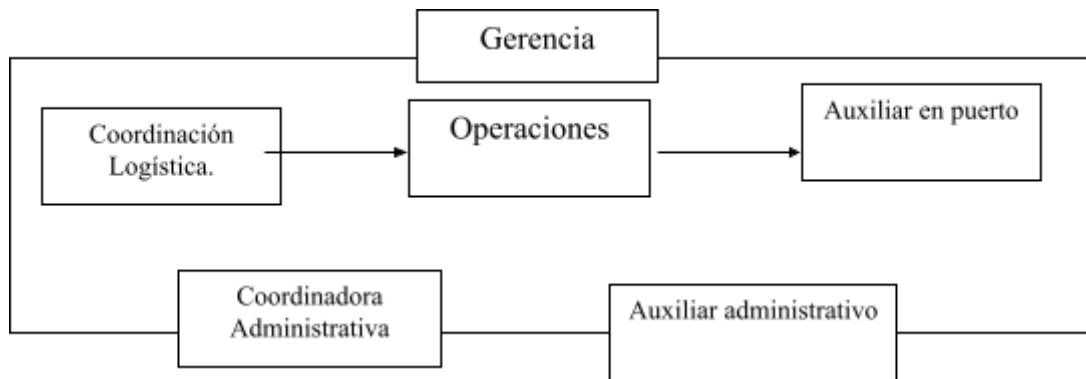 Gerencia
Coordinación
Logística.
Operaciones
Auxiliar en puerto
Coordinadora
Administrativa
Auxiliar administrativo